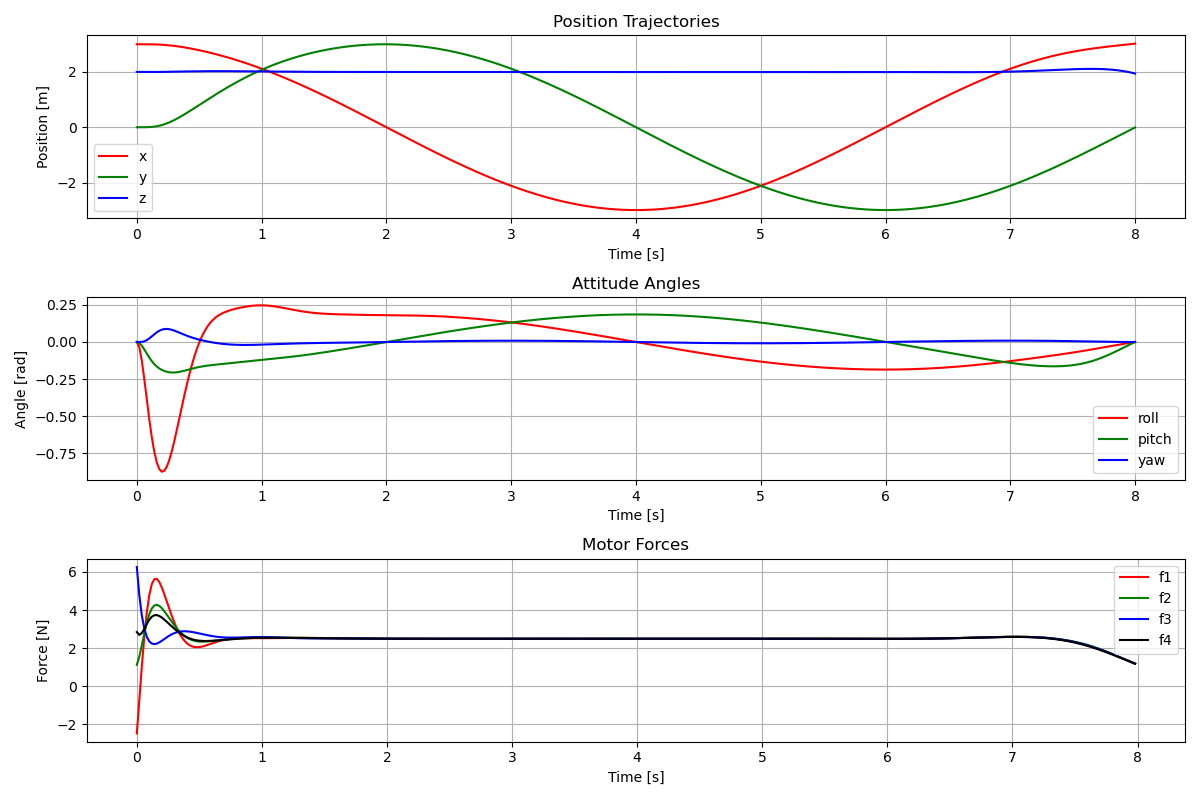 Position Trajectories
Position [m]
2
0
−2
x
y
z
0 1 2 3 4 5 6 7 8
Time [s]
Attitude Angles
Angle [rad]
0.25
0.00
−0.25
−0.50
−0.75
roll
pitch
yaw
0 1 2 3 4 5 6 7 8
Time [s]
Motor Forces
Force [N]
6
4
2
0
−2
f1
f2
f3
f4
0 1 2 3 4 5 6 7 8
Time [s]